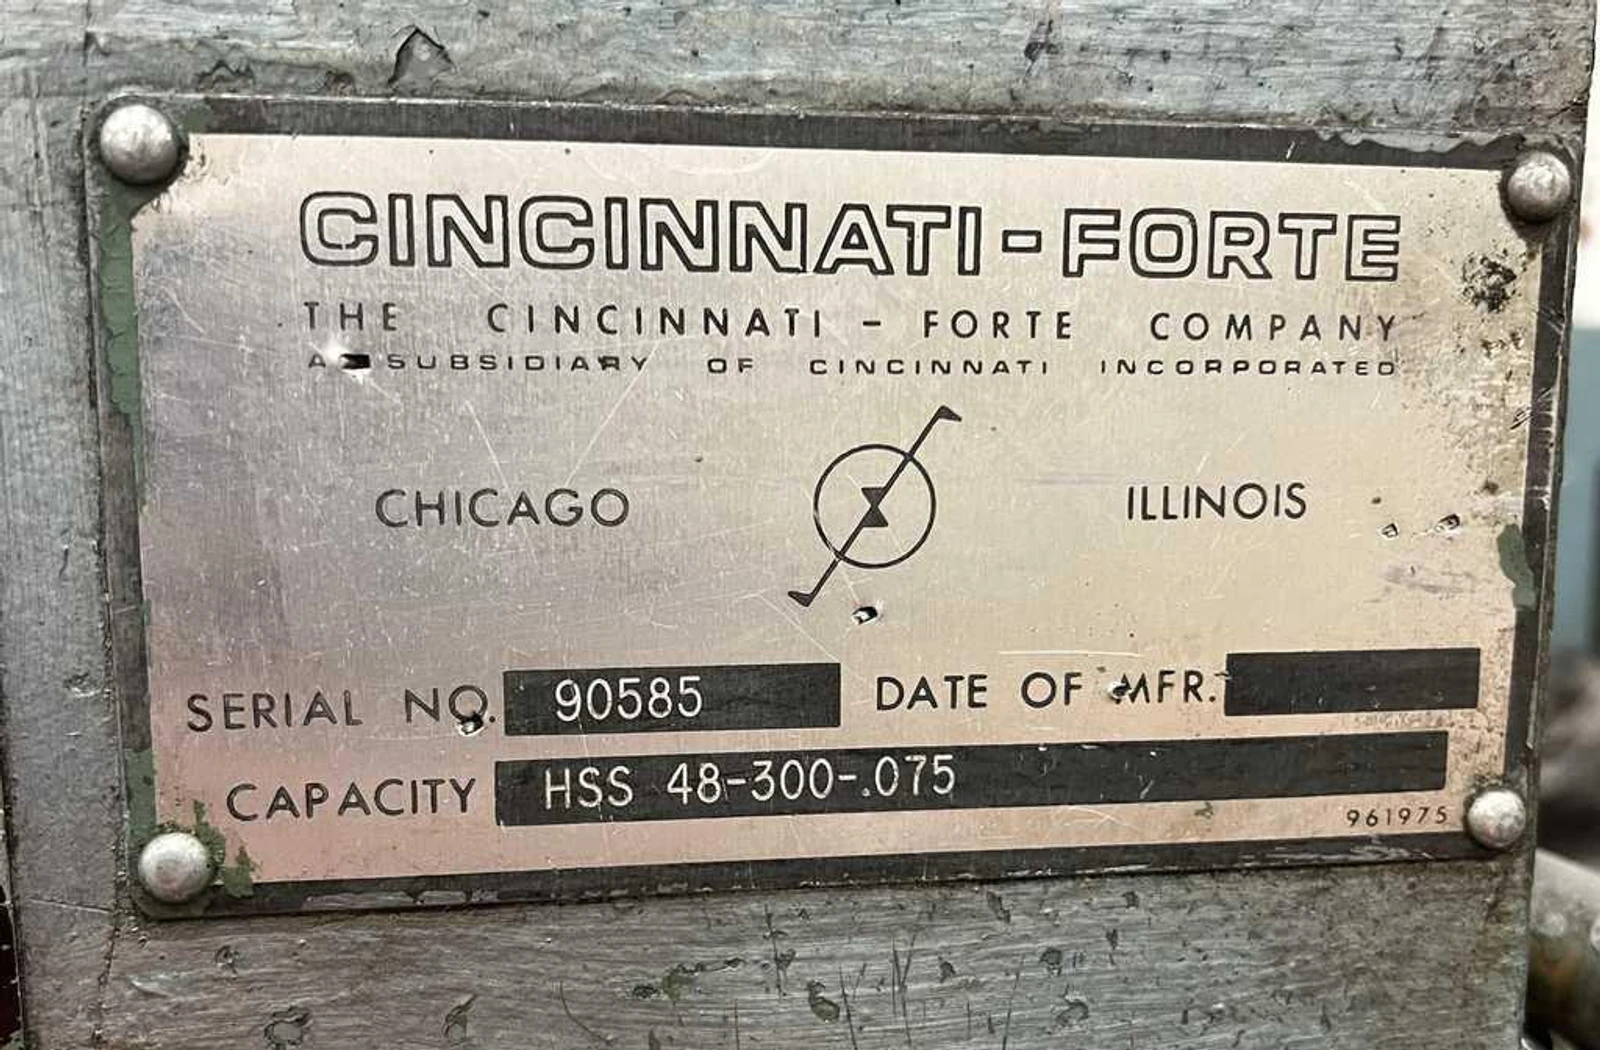 CINCINNATI-FORTE
THE CINCINNATI - FORTE COMPANY
A SUBSIDIARY OF CINCINNATI INCORPORATED
CHICAGO ILLINOIS
SERIAL NO. 90585 DATE OF MFR.
CAPACITY HSS 48-300-.075
961975